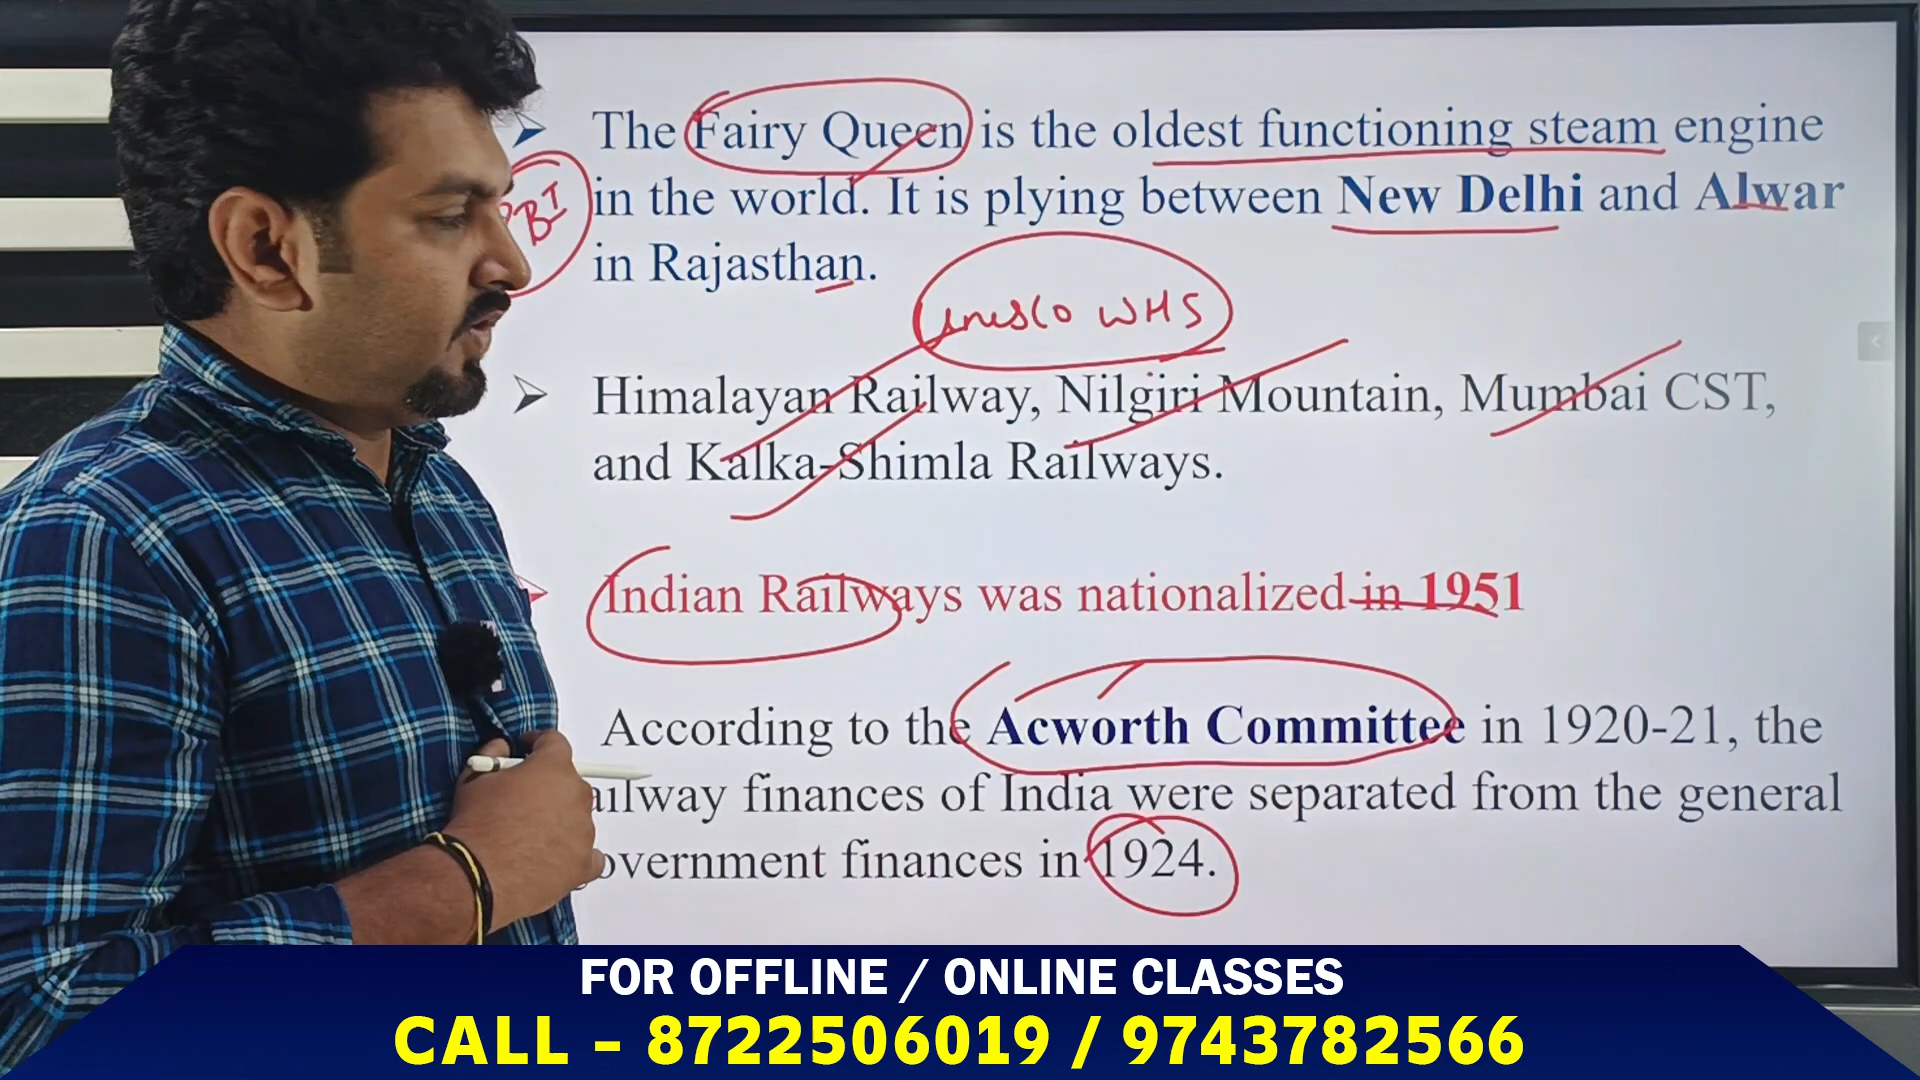 The Fairy Queen is the oldest functioning steam engine
in the world. It is plying between New Delhi and Alwar
in Rajasthan.
unesco WHS
Himalayan Railway, Nilgiri Mountain, Mumbai CST,
and Kalka-Shimla Railways.
Indian Railways was nationalized in 1951
According to the Acworth Committee in 1920-21, the
ailway finances of India were separated from the general
overnment finances in 1924.
FOR OFFLINE / ONLINE CLASSES
CALL – 8722506019 / 9743782566